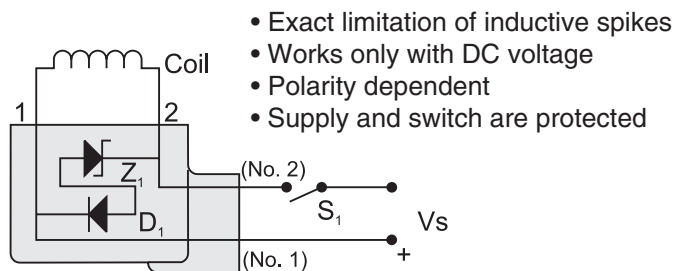 • Exact limitation of inductive spikes
• Works only with DC voltage
• Polarity dependent
• Supply and switch are protected
Coil
1
2
Z1
D1
(No. 2)
S1
Vs
+
(No. 1)